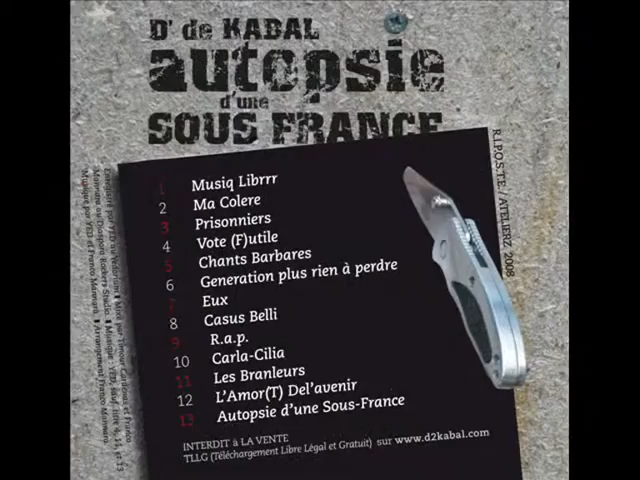 D' de KABAL
autopsie
d'une
SOUS FRANCE
R.I.P.O.S.T.E. / ATELIERZ 2008
1 Musiq Librrr
2 Ma Colere
3 Prisonniers
4 Vote (F)utile
5 Chants Barbares
6 Generation plus rien à perdre
7 Eux
8 Casus Belli
9 R.a.p.
10 Carla-Cilia
11 Les Branleurs
12 L'Amor(T) Del'avenir
13 Autopsie d'une Sous-France
INTERDIT à LA VENTE
TLLG (Téléchargement Libre Légal et Gratuit) sur www.d2kabal.com